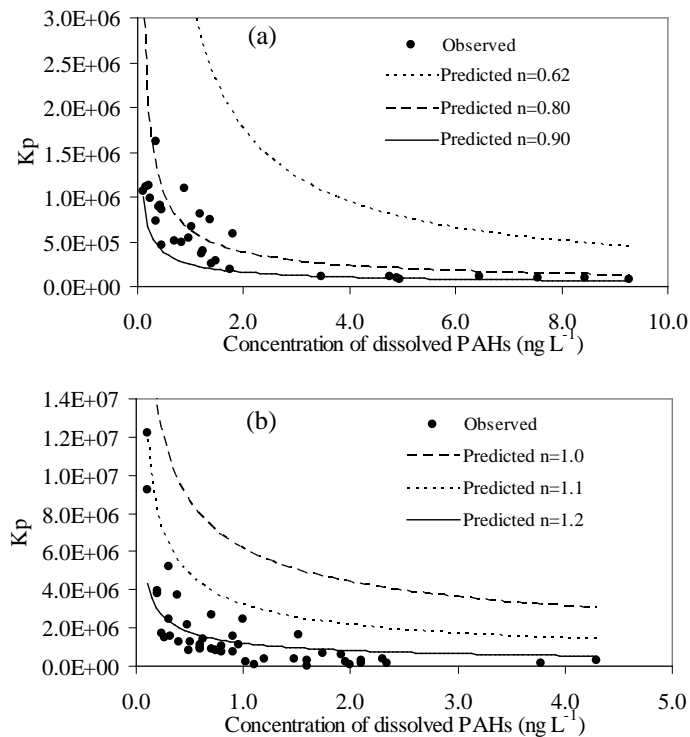 (a)
Observed
Predicted n=0.62
Predicted n=0.80
Predicted n=0.90
Kp
3.0E+06
2.5E+06
2.0E+06
1.5E+06
1.0E+06
5.0E+05
0.0E+00
0.0 2.0 4.0 6.0 8.0 10.0
Concentration of dissolved PAHs (ng L⁻¹)
(b)
Observed
Predicted n=1.0
Predicted n=1.1
Predicted n=1.2
Kp
1.4E+07
1.2E+07
1.0E+07
8.0E+06
6.0E+06
4.0E+06
2.0E+06
0.0E+00
0.0 1.0 2.0 3.0 4.0 5.0
Concentration of dissolved PAHs (ng L⁻¹)